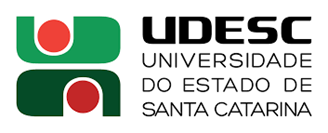 UDESC
UNIVERSIDADE
DO ESTADO DE
SANTA CATARINA